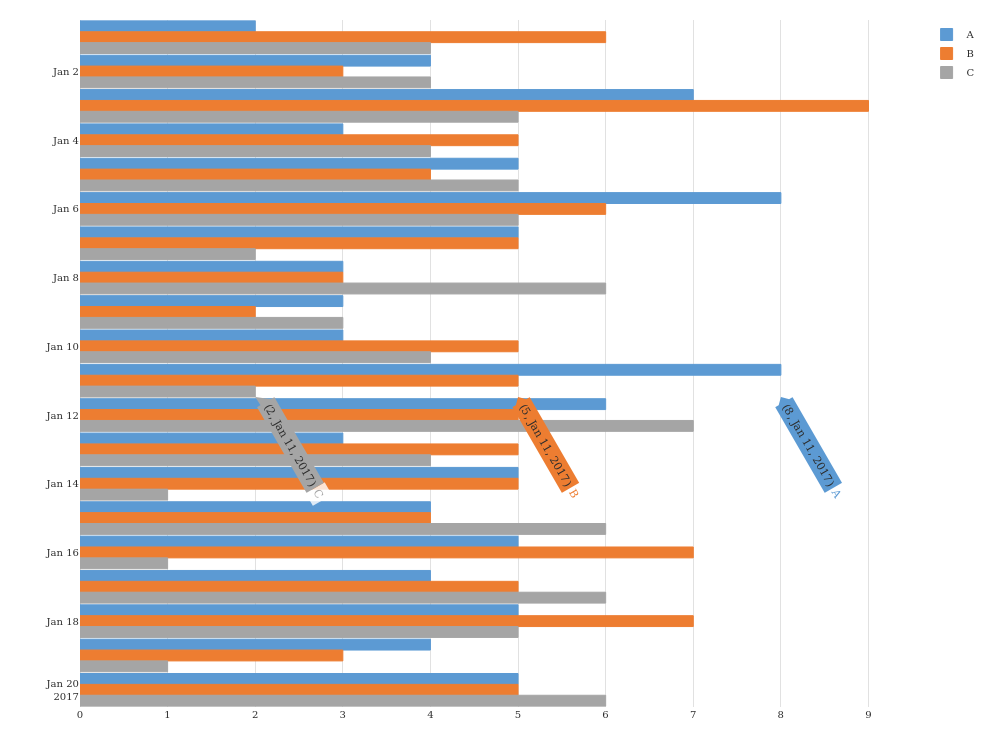 A
B
C
Jan 2
Jan 4
Jan 6
Jan 8
Jan 10
Jan 12
Jan 14
Jan 16
Jan 18
Jan 20
2017
(2, Jan 11, 2017) C
(5, Jan 11, 2017) B
(8, Jan 11, 2017) A
0 1 2 3 4 5 6 7 8 9